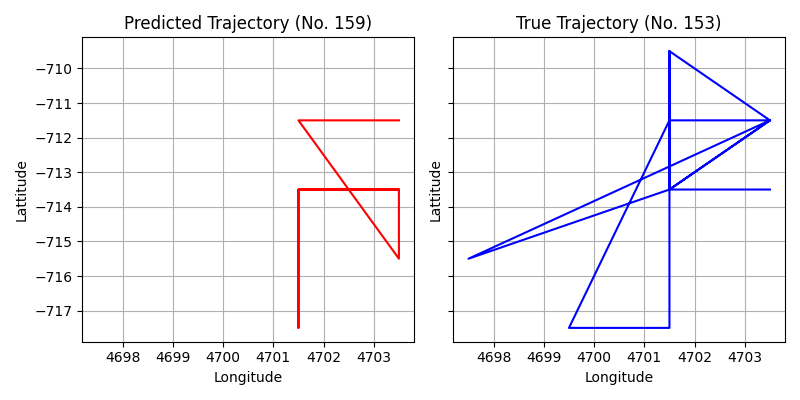 Predicted Trajectory (No. 159)
True Trajectory (No. 153)
−710
−711
−712
−713
−714
−715
−716
−717
Lattitude
Lattitude
4698 4699 4700 4701 4702 4703
4698 4699 4700 4701 4702 4703
Longitude
Longitude